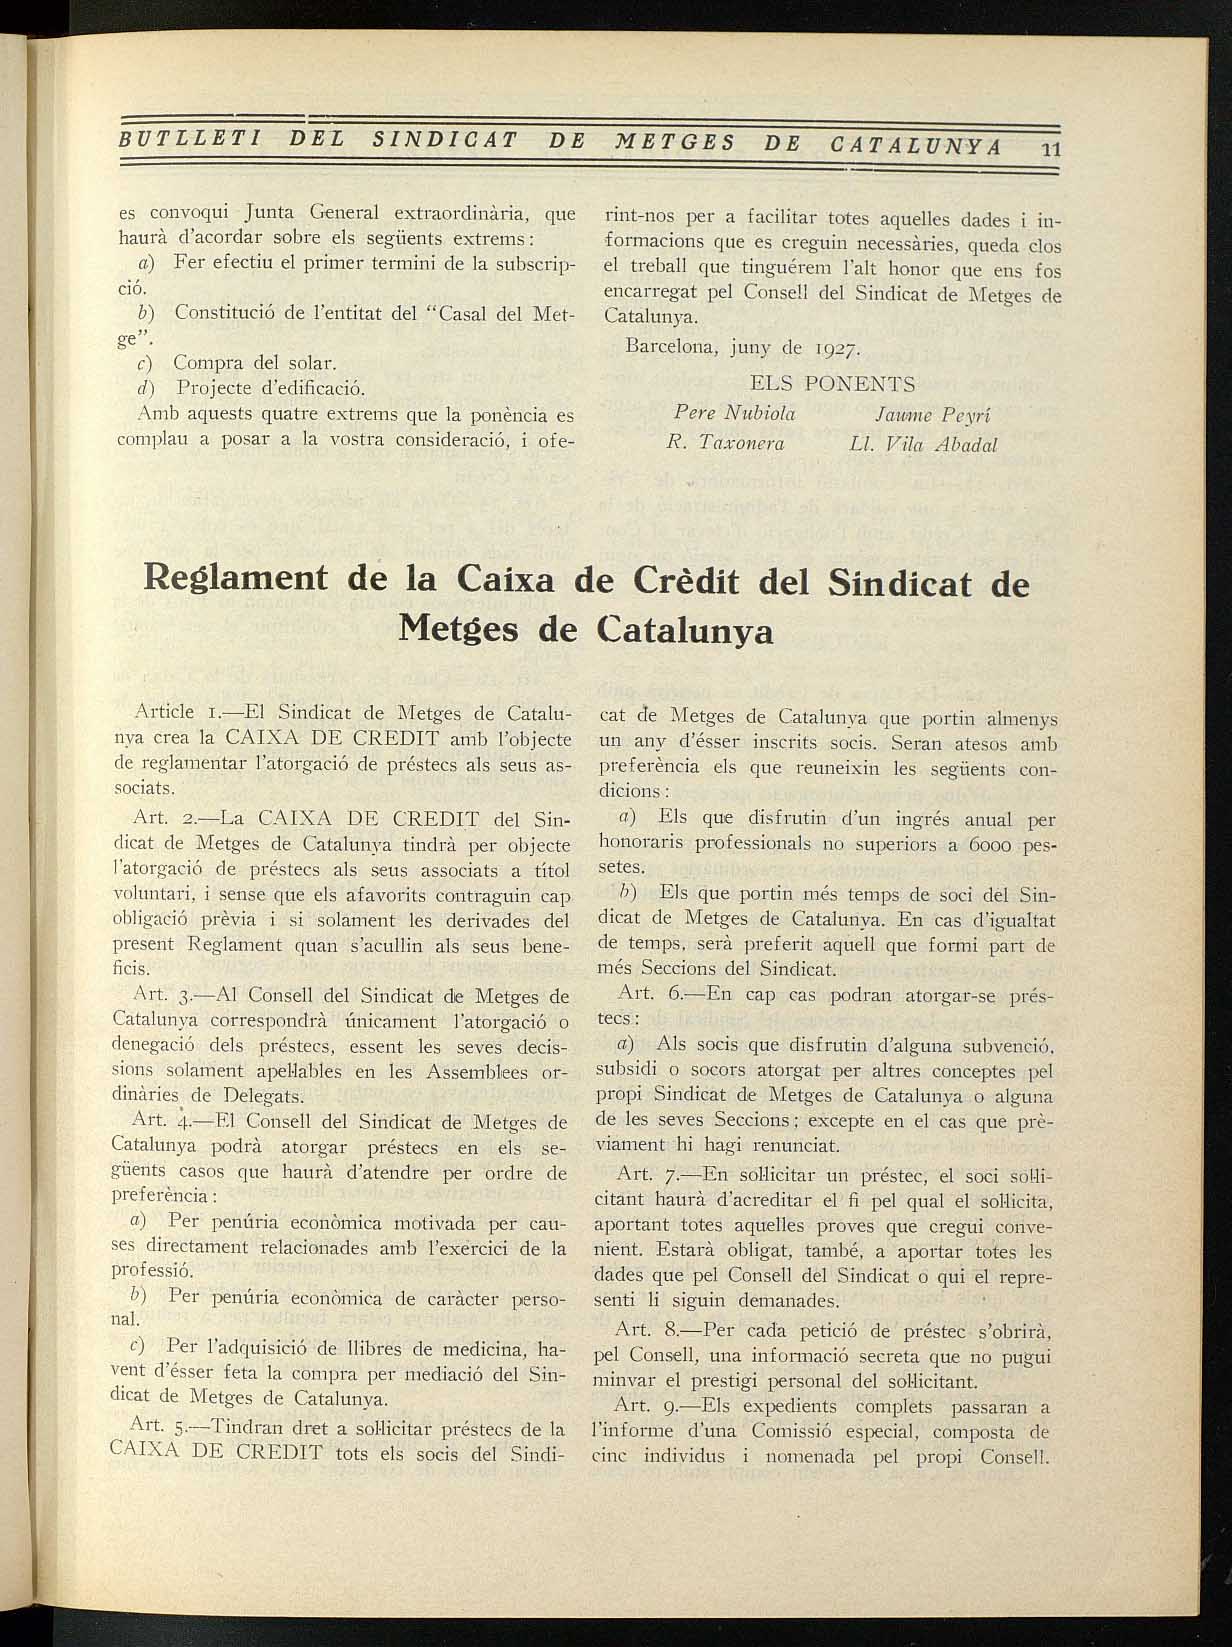 BUTLLETI DEL SINDICAT DE METGES DE CATALUNYA 11
es convoqui Junta General extraordinària, que
haurà d'acordar sobre els següents extrems:
a) Fer efectiu el primer termini de la subscrip-
ció.
b) Constitució de l'entitat del "Casal del Met-
ge".
c) Compra del solar.
d) Projecte d'edificació.
Amb aquests quatre extrems que la ponència es
complau a posar a la vostra consideració, i ofe-
rint-nos per a facilitar totes aquelles dades i in-
formacions que es creguin necessàries, queda clos
el treball que tinguérem l'alt honor que ens fos
encarregat pel Consell del Sindicat de Metges de
Catalunya.
Barcelona, juny de 1927.
ELS PONENTS
Pere Nubiola Jaume Peyrí
R. Taxonera Ll. Vila Abadal
Reglament de la Caixa de Crèdit del Sindicat de
Metges de Catalunya
Article 1.—El Sindicat de Metges de Catalu-
nya crea la CAIXA DE CREDIT amb l'objecte
de reglamentar l'atorgació de préstecs als seus as-
sociats.
Art. 2.—La CAIXA DE CREDIT del Sin-
dicat de Metges de Catalunya tindrà per objecte
l'atorgació de préstecs als seus associats a títol
voluntari, i sense que els afavorits contraguin cap
obligació prèvia i si solament les derivades del
present Reglament quan s'acullin als seus bene-
ficis.
Art. 3.—Al Consell del Sindicat de Metges de
Catalunya correspondrà únicament l'atorgació o
denegació dels préstecs, essent les seves decis-
sions solament apel·lables en les Assemblees or-
dinàries de Delegats.
Art. 4.—El Consell del Sindicat de Metges de
Catalunya podrà atorgar préstecs en els se-
güents casos que haurà d'atendre per ordre de
preferència:
a) Per penúria econòmica motivada per cau-
ses directament relacionades amb l'exercici de la
professió.
b) Per penúria econòmica de caràcter perso-
nal.
c) Per l'adquisició de llibres de medicina, ha-
vent d'ésser feta la compra per mediació del Sin-
dicat de Metges de Catalunya.
Art. 5.—Tindran dret a sol·licitar préstecs de la
CAIXA DE CREDIT tots els socis del Sindi-
cat de Metges de Catalunya que portin almenys
un any d'ésser inscrits socis. Seran atesos amb
preferència els que reuneixin les següents con-
dicions:
a) Els que disfrutin d'un ingrés anual per
honoraris professionals no superiors a 6000 pes-
setes.
b) Els que portin més temps de soci del Sin-
dicat de Metges de Catalunya. En cas d'igualtat
de temps, serà preferit aquell que formi part de
més Seccions del Sindicat.
Art. 6.—En cap cas podran atorgar-se prés-
tecs:
a) Als socis que disfrutin d'alguna subvenció,
subsidi o socors atorgat per altres conceptes pel
propi Sindicat de Metges de Catalunya o alguna
de les seves Seccions; excepte en el cas que prè-
viament hi hagi renunciat.
Art. 7.—En sol·licitar un préstec, el soci sol·li-
citant haurà d'acreditar el fi pel qual el sol·licita,
aportant totes aquelles proves que cregui conve-
nient. Estarà obligat, també, a aportar totes les
dades que pel Consell del Sindicat o qui el repre-
senti li siguin demanades.
Art. 8.—Per cada petició de préstec s'obrirà,
pel Consell, una informació secreta que no pugui
minvar el prestigi personal del sol·licitant.
Art. 9.—Els expedients complets passaran a
l'informe d'una Comissió especial, composta de
cinc individus i nomenada pel propi Consell.